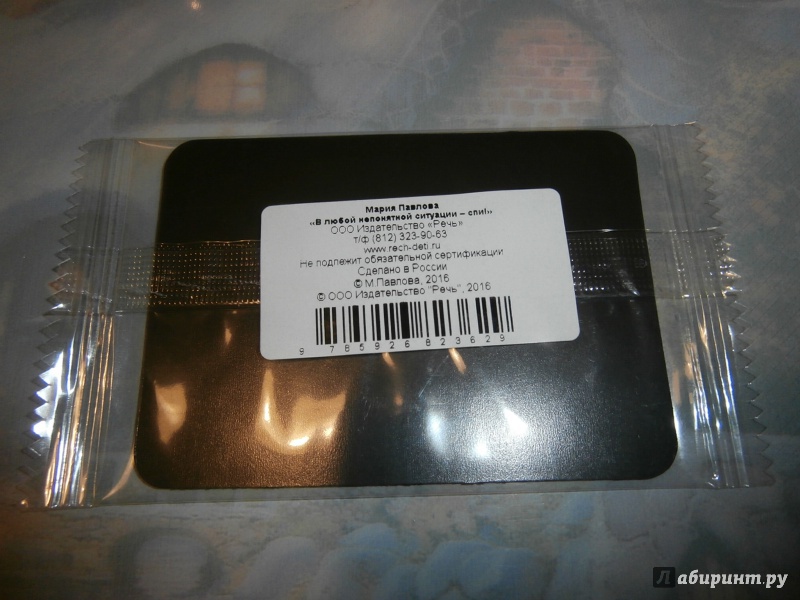 Мария Павлова
«В любой непонятной ситуации – спи!»
ООО Издательство «Речь»
т/ф (812) 323-90-63
www.rech-deti.ru
Не подлежит обязательной сертификации
Сделано в России
© М.Павлова, 2016
© ООО Издательство "Речь", 2016
9 785926 823629
Лабиринт.ру